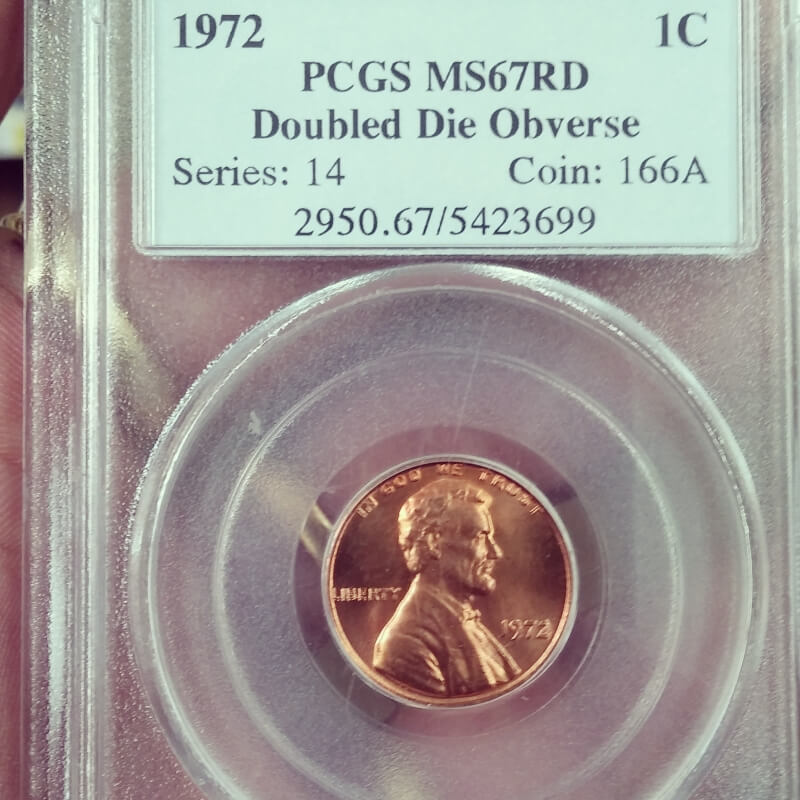 1972 1C
PCGS MS67RD
Doubled Die Obverse
Series: 14 Coin: 166A
2950.67/5423699
IN GOD WE TRUST
LIBERTY
1972